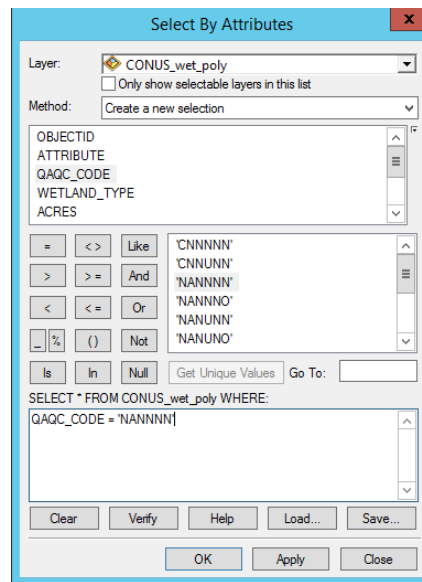 Select By Attributes
x
Layer: CONUS_wet_poly
Only show selectable layers in this list
Method: Create a new selection
OBJECTID
ATTRIBUTE
QAQC_CODE
WETLAND_TYPE
ACRES
= < > Like
> > = And
< < = Or
_ % () Not
Is In Null
'CNNNNN'
'CNNUNN'
'NANNNN'
'NANNNO'
'NANUNN'
'NANUNO'
Get Unique Values Go To:
SELECT * FROM CONUS_wet_poly WHERE:
QAQC_CODE = 'NANNNN'
Clear Verify Help Load... Save...
OK Apply Close